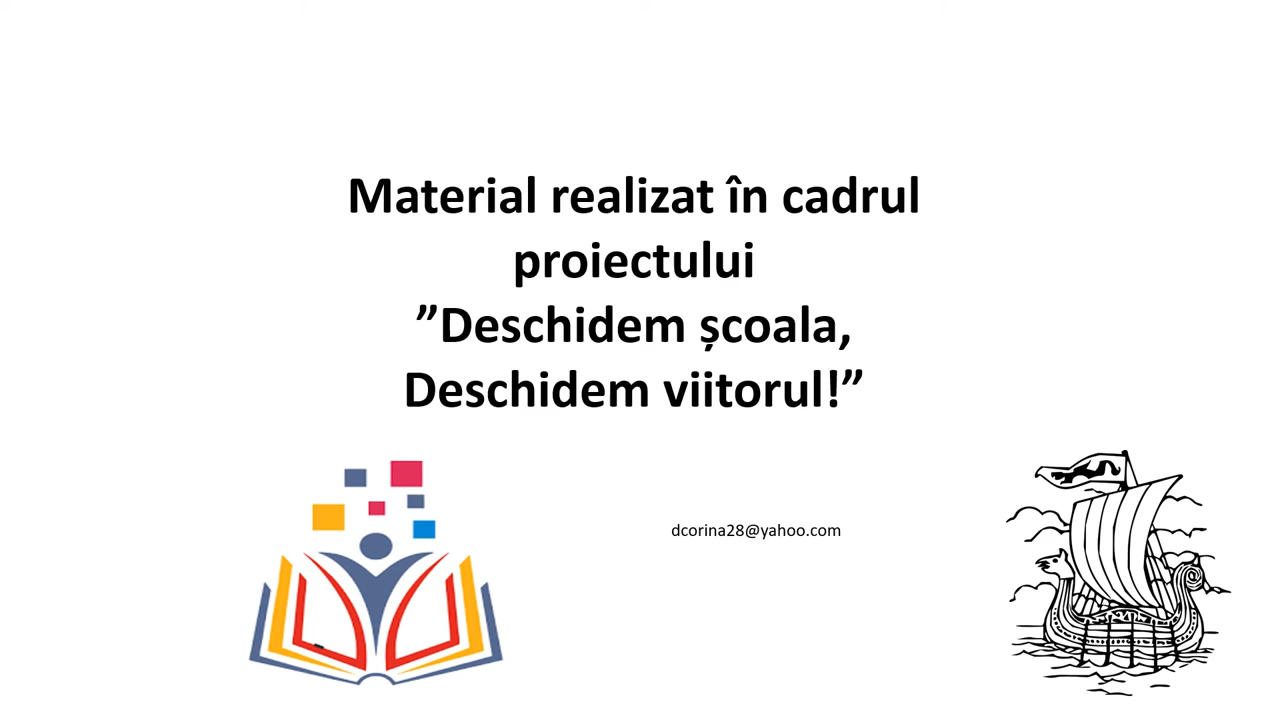 Material realizat în cadrul
proiectului
”Deschidem școala,
Deschidem viitorul!”
dcorina28@yahoo.com